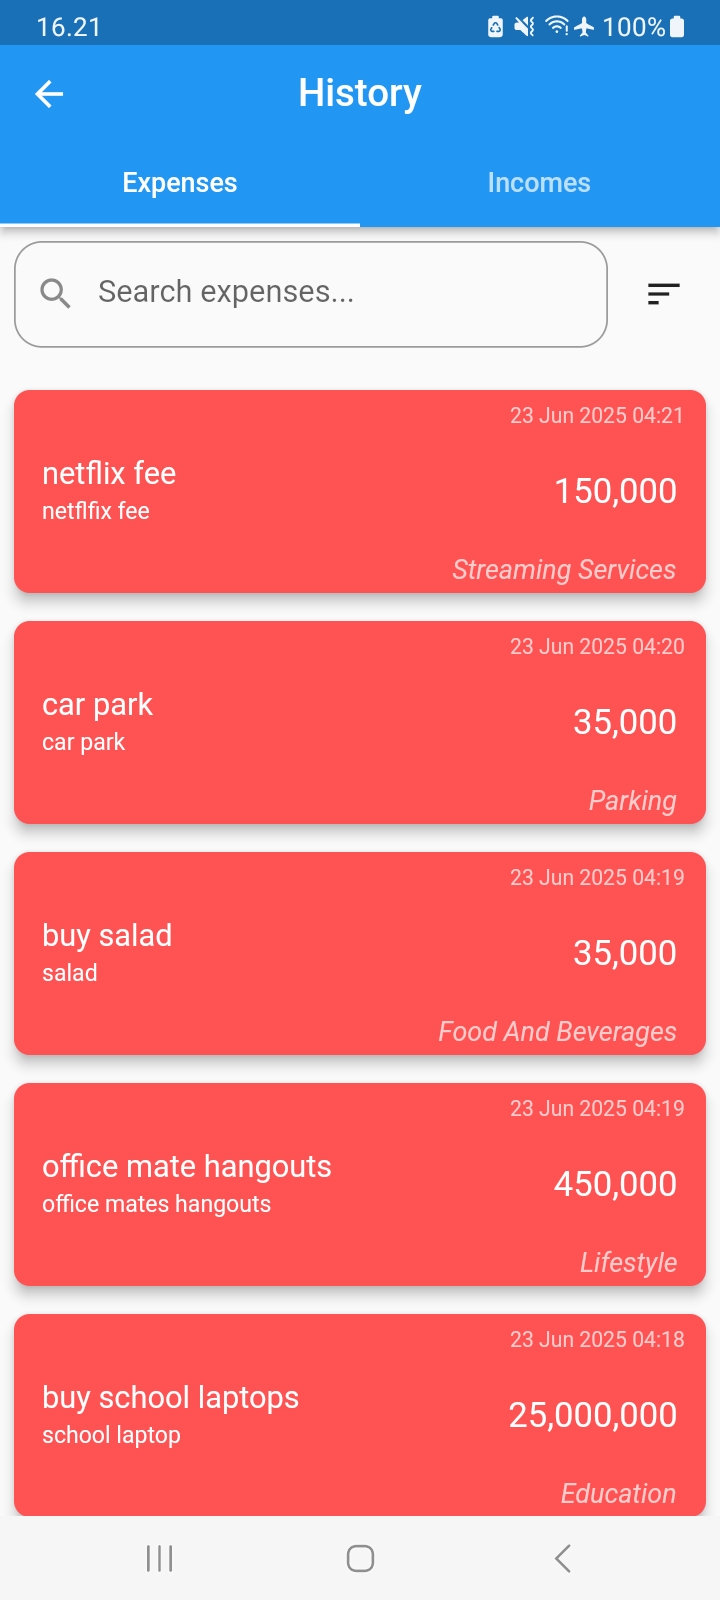 16.21
100%
History
Expenses
Incomes
Search expenses...
23 Jun 2025 04:21
netflix fee
netflfix fee
150,000
Streaming Services
23 Jun 2025 04:20
car park
car park
35,000
Parking
23 Jun 2025 04:19
buy salad
salad
35,000
Food And Beverages
23 Jun 2025 04:19
office mate hangouts
office mates hangouts
450,000
Lifestyle
23 Jun 2025 04:18
buy school laptops
school laptop
25,000,000
Education